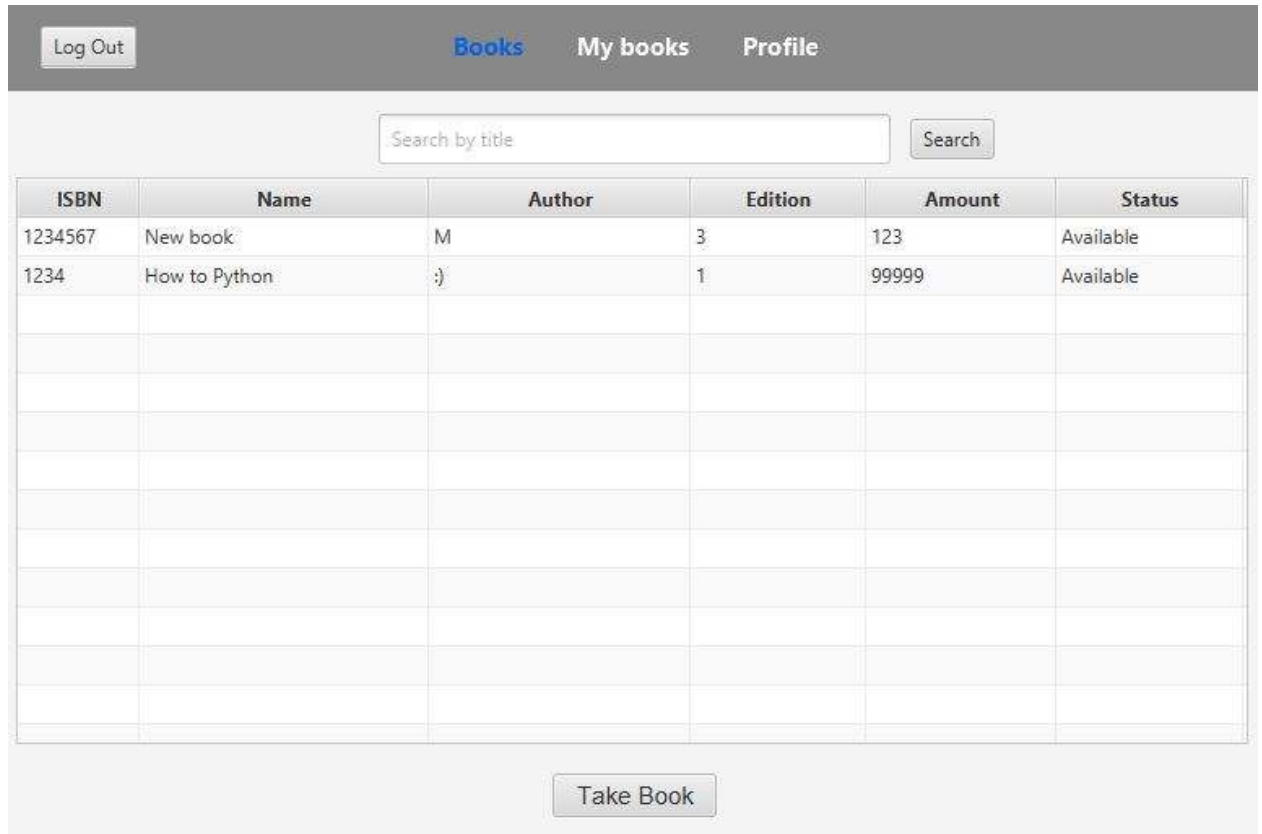 Log Out Books My books Profile
Search by title Search
ISBN Name Author Edition Amount Status
1234567 New book M 3 123 Available
1234 How to Python :) 1 99999 Available
Take Book